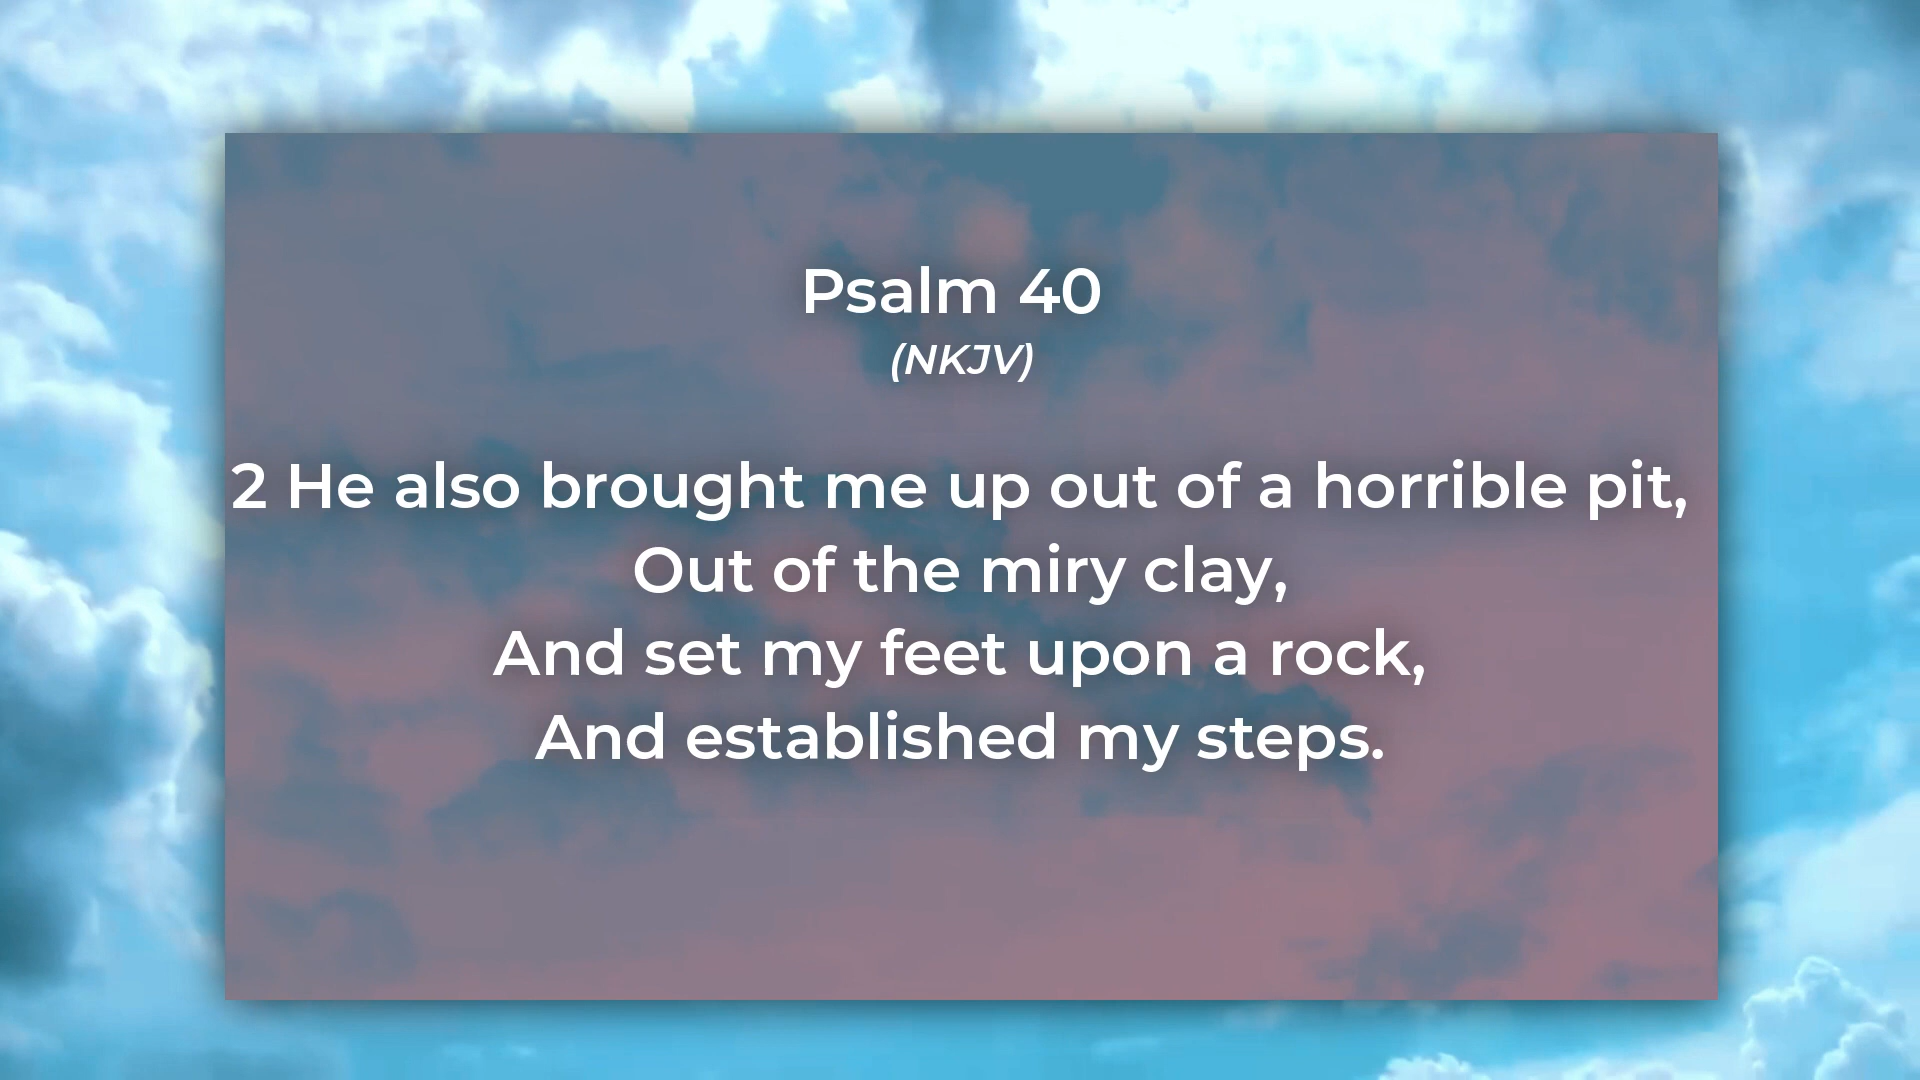 Psalm 40
(NKJV)
2 He also brought me up out of a horrible pit,
Out of the miry clay,
And set my feet upon a rock,
And established my steps.